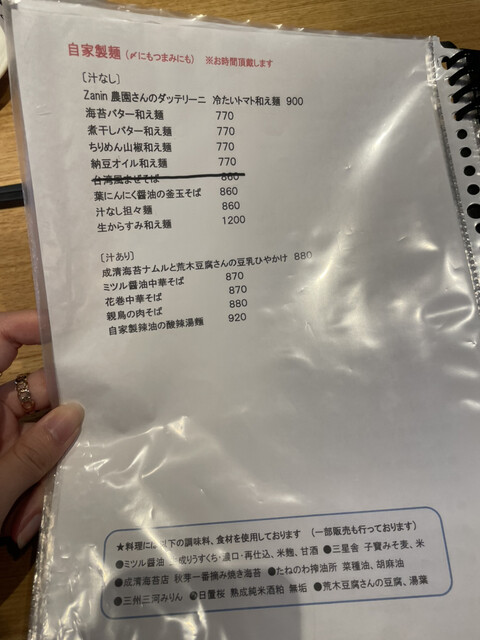 自家製麺(〆にもつまみにも) ※お時間頂戴します
〔汁なし〕
Zanin 農園さんのダッテリーニ 冷たいトマト和え麺 900
海苔バター和え麺 770
煮干しバター和え麺 770
ちりめん山椒和え麺 770
納豆オイル和え麺 770
台湾風まぜそば 860
葉にんにく醤油の釜玉そば 860
汁なし担々麺 860
生からすみ和え麺 1200
〔汁あり〕
成清海苔ナムルと荒木豆腐さんの豆乳ひやかけ 880
ミツル醤油中華そば 870
花巻中華そば 870
親鳥の肉そば 880
自家製辣油の酸辣湯麺 920
★料理には以下の調味料、食材を使用しております (一部販売も行っております)
●ミツル醤油 生成りうすくち・濃口・再仕込、米麹、甘酒 ●三星舎 子寶みそ麦、米
●成清海苔店 秋芽一番摘み焼き海苔 ●たねのわ搾油所 菜種油、胡麻油
●三州三河みりん ●日置桜 熟成純米酒粕 無垢 ●荒木豆腐さんの豆腐、湯葉